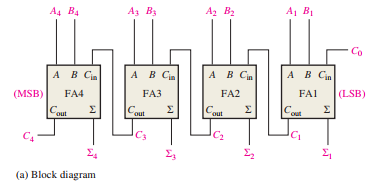 A4 B4 A3 B3 A2 B2 A1 B1
C0
A B Cin A B Cin A B Cin A B Cin
(MSB) FA4 FA3 FA2 FA1 (LSB)
Cout Σ Cout Σ Cout Σ Cout Σ
C4 C3 C2 C1
Σ4 Σ3 Σ2 Σ1
(a) Block diagram